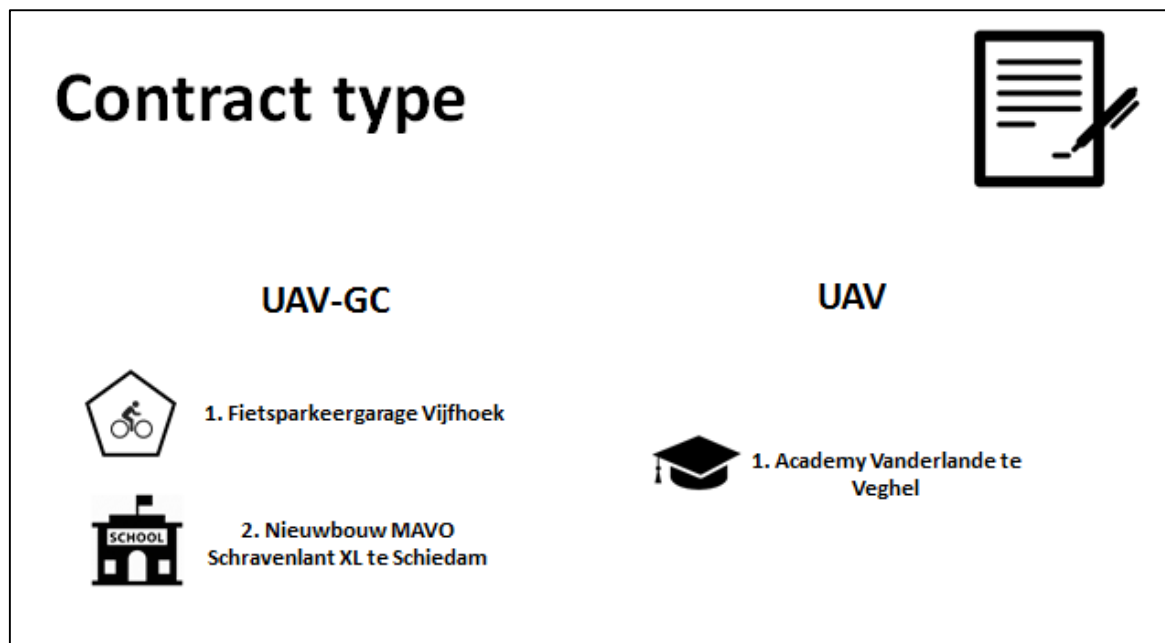 Contract type
UAV-GC
UAV
1. Fietsparkeergarage Vijfhoek
SCHOOL
2. Nieuwbouw MAVO
Schravenlant XL te Schiedam
1. Academy Vanderlande te
Veghel